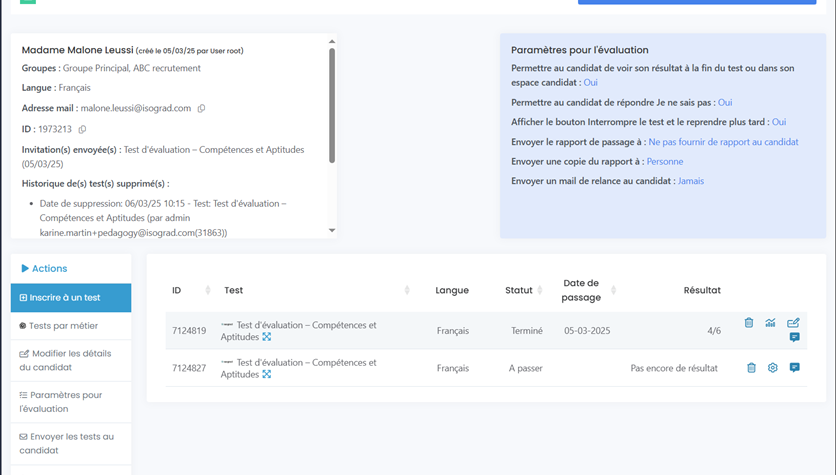 Madame Malone Leussi (créé le 05/03/25 par User root)
Groupes : Groupe Principal, ABC recrutement
Langue : Français
Adresse mail : malone.leussi@isograd.com
ID : 1973213
Invitation(s) envoyée(s) : Test d'évaluation – Compétences et Aptitudes
(05/03/25)
Historique de(s) test(s) supprimé(s) :
Date de suppression: 06/03/25 10:15 - Test: Test d'évaluation –
Compétences et Aptitudes (par admin
karine.martin+pedagogy@isograd.com(31863))
Paramètres pour l'évaluation
Permettre au candidat de voir son résultat à la fin du test ou dans son
espace candidat : Oui
Permettre au candidat de répondre Je ne sais pas : Oui
Afficher le bouton Interrompre le test et le reprendre plus tard : Oui
Envoyer le rapport de passage à : Ne pas fournir de rapport au candidat
Envoyer une copie du rapport à : Personne
Envoyer un mail de relance au candidat : Jamais
Actions
Inscrire à un test
Tests par métier
Modifier les détails
du candidat
Paramètres pour
l'évaluation
Envoyer les tests au
candidat
ID Test Langue Statut Date de
passage Résultat
7124819 Test d'évaluation – Compétences et
Aptitudes Français Terminé 05-03-2025 4/6
7124827 Test d'évaluation – Compétences et
Aptitudes Français A passer Pas encore de résultat